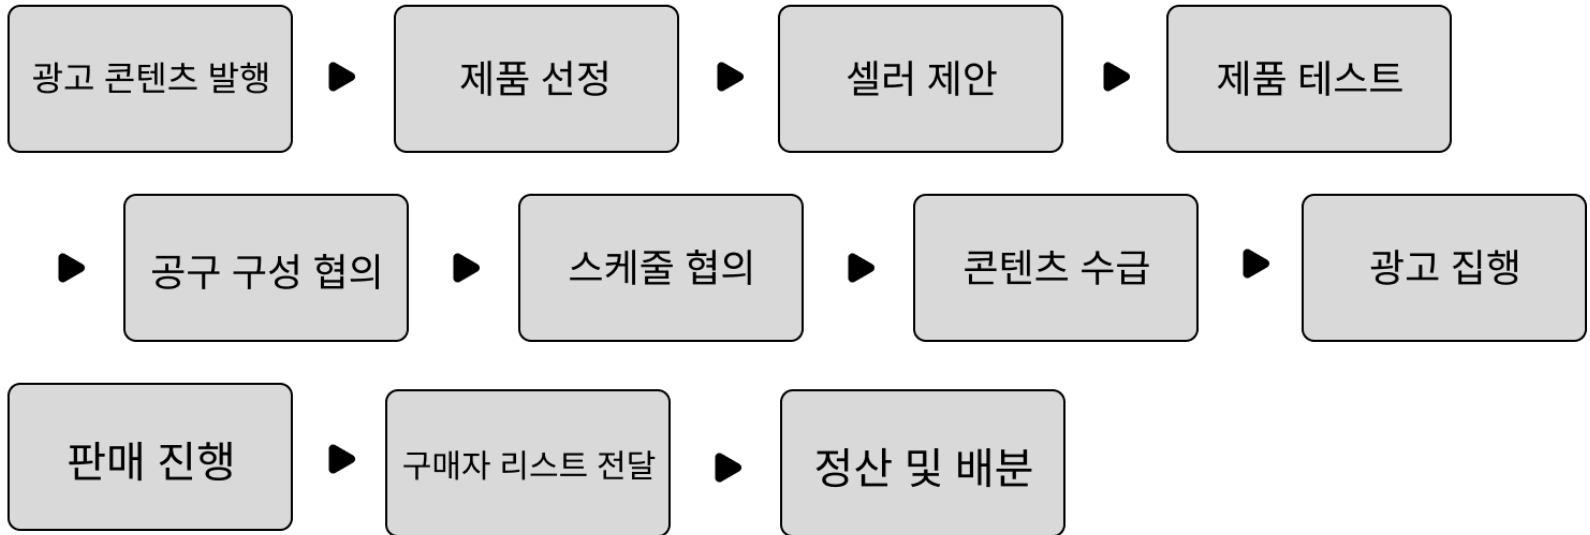 광고 콘텐츠 발행
제품 선정
셀러 제안
제품 테스트
공구 구성 협의
스케줄 협의
콘텐츠 수급
광고 집행
판매 진행
구매자 리스트 전달
정산 및 배분